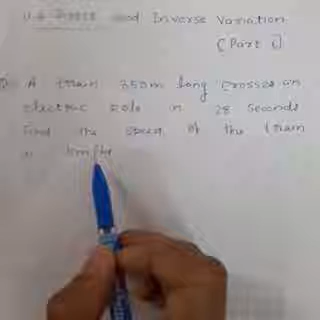 Direct and Inverse Variation
(Part 1)
A train 350m long crosses an
electric pole in 28 seconds
Find the speed of the train
in km/hr